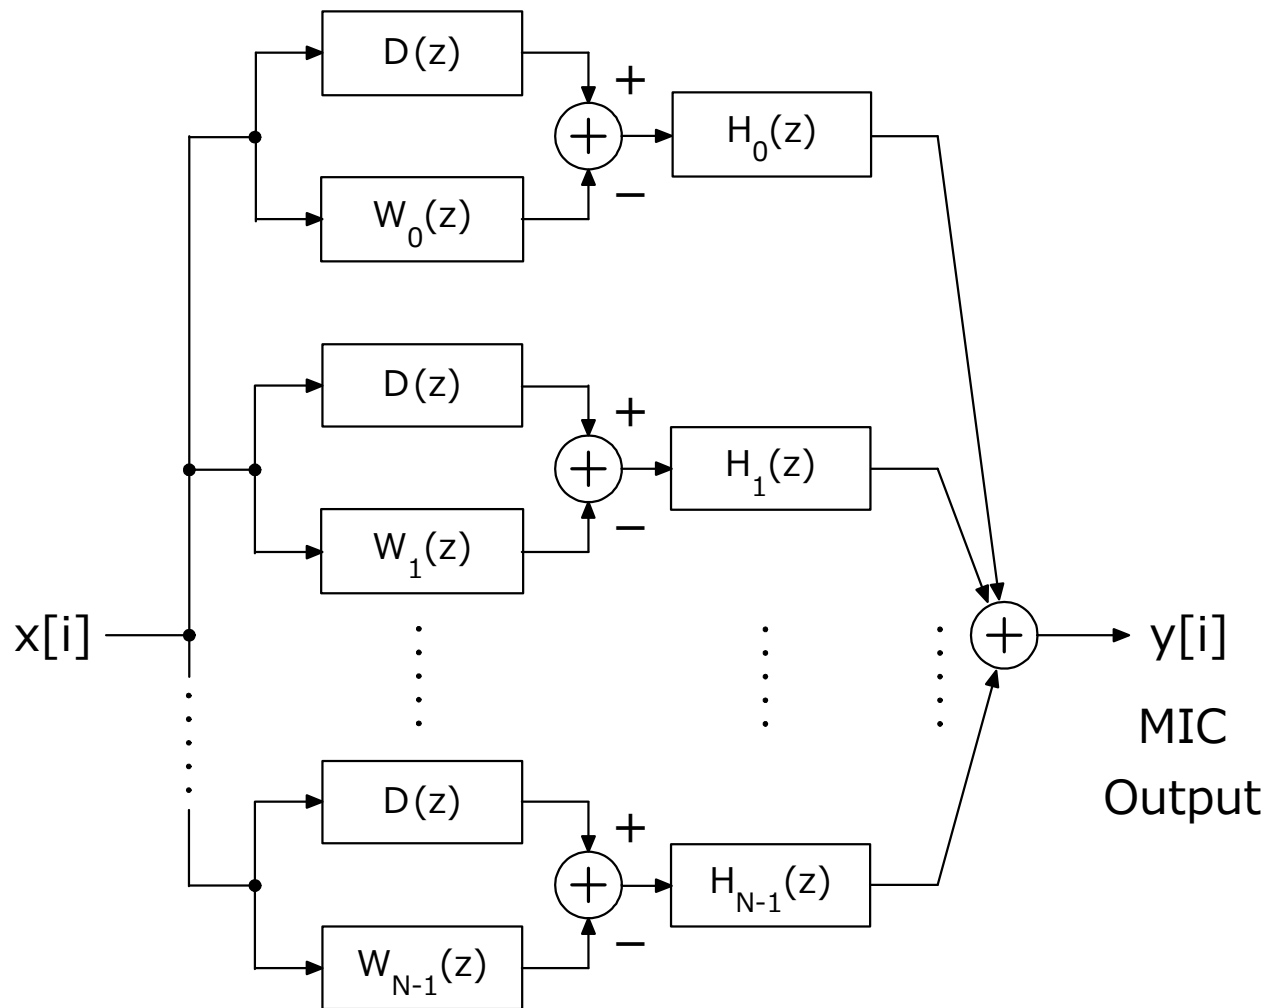 D(z)
+
H0(z)
W0(z)
−
D(z)
+
H1(z)
W1(z)
−
x[i]
y[i]
MIC
Output
D(z)
+
HN-1(z)
WN-1(z)
−